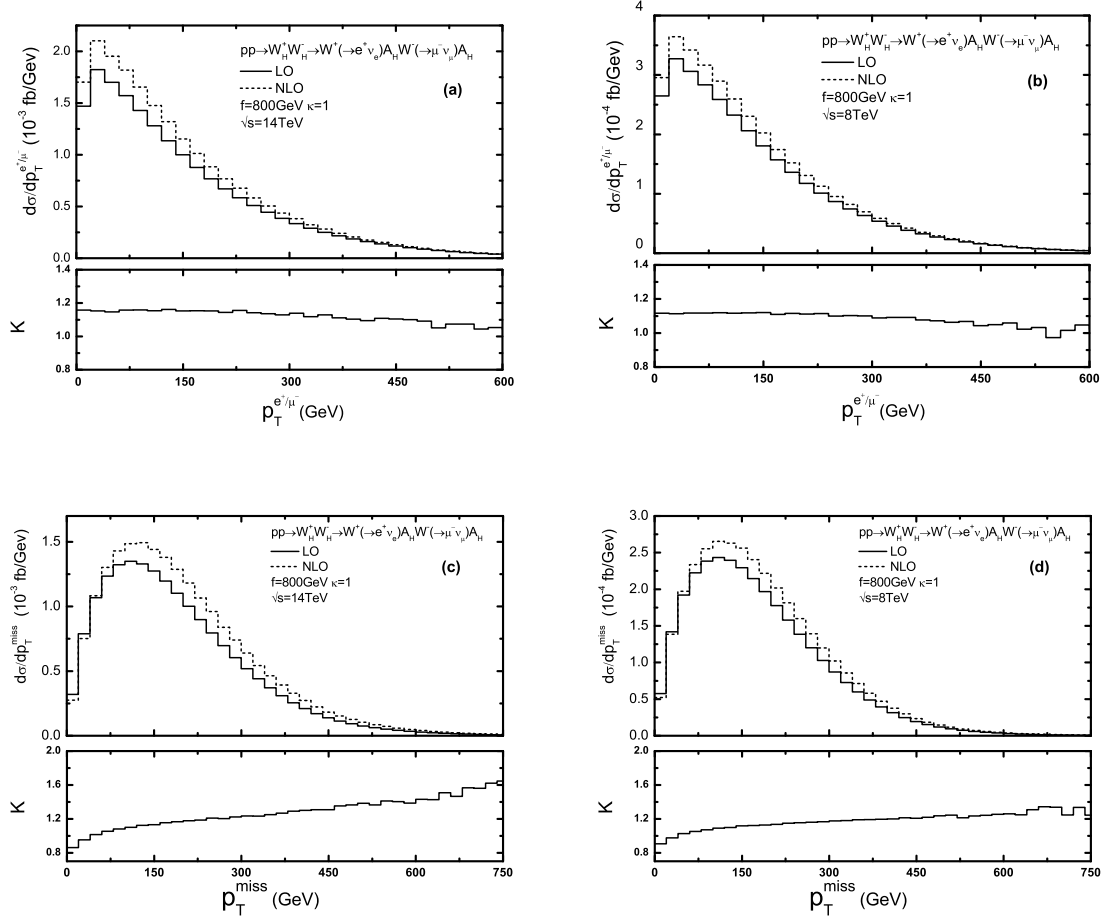 pp→W_H^+W_H^-→W^+(→e^+ν_e)A_HW^-(→μ^-ν_μ)A_H
LO
NLO
(a)
f=800GeV κ=1
√s=14TeV
dσ/dp_T^{e^+/μ^-} (10^{-3} fb/Gev)
2.0
1.5
1.0
0.5
0.0
1.4
1.2
1.0
0.8
K
0 150 300 450 600
p_T^{e^+/μ^-}(GeV)
pp→W_H^+W_H^-→W^+(→e^+ν_e)A_HW^-(→μ^-ν_μ)A_H
LO
NLO
(b)
f=800GeV κ=1
√s=8TeV
dσ/dp_T^{e^+/μ^-} (10^{-4} fb/Gev)
4
3
2
1
0
1.4
1.2
1.0
0.8
K
0 150 300 450 600
p_T^{e^+/μ^-}(GeV)
pp→W_H^+W_H^-→W^+(→e^+ν_e)A_HW^-(→μ^-ν_μ)A_H
LO
NLO
(c)
f=800GeV κ=1
√s=14TeV
dσ/dp_T^{miss} (10^{-3} fb/Gev)
1.5
1.0
0.5
0.0
2.0
1.6
1.2
0.8
K
0 150 300 450 600 750
p_T^{miss} (GeV)
pp→W_H^+W_H^-→W^+(→e^+ν_e)A_HW^-(→μ^-ν_μ)A_H
LO
NLO
(d)
f=800GeV κ=1
√s=8TeV
dσ/dp_T^{miss} (10^{-4} fb/Gev)
3.0
2.5
2.0
1.5
1.0
0.5
0.0
2.0
1.6
1.2
0.8
K
0 150 300 450 600 750
p_T^{miss} (GeV)